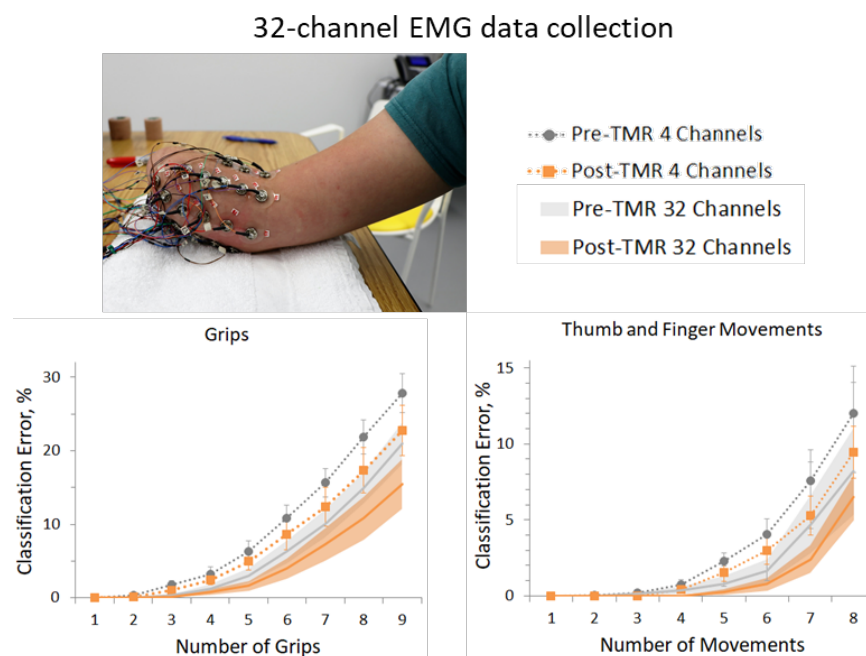 32-channel EMG data collection
Pre-TMR 4 Channels
Post-TMR 4 Channels
Pre-TMR 32 Channels
Post-TMR 32 Channels
Grips
Classification Error, %
30
20
10
0
1 2 3 4 5 6 7 8 9
Number of Grips
Thumb and Finger Movements
Classification Error, %
15
10
5
0
1 2 3 4 5 6 7 8
Number of Movements